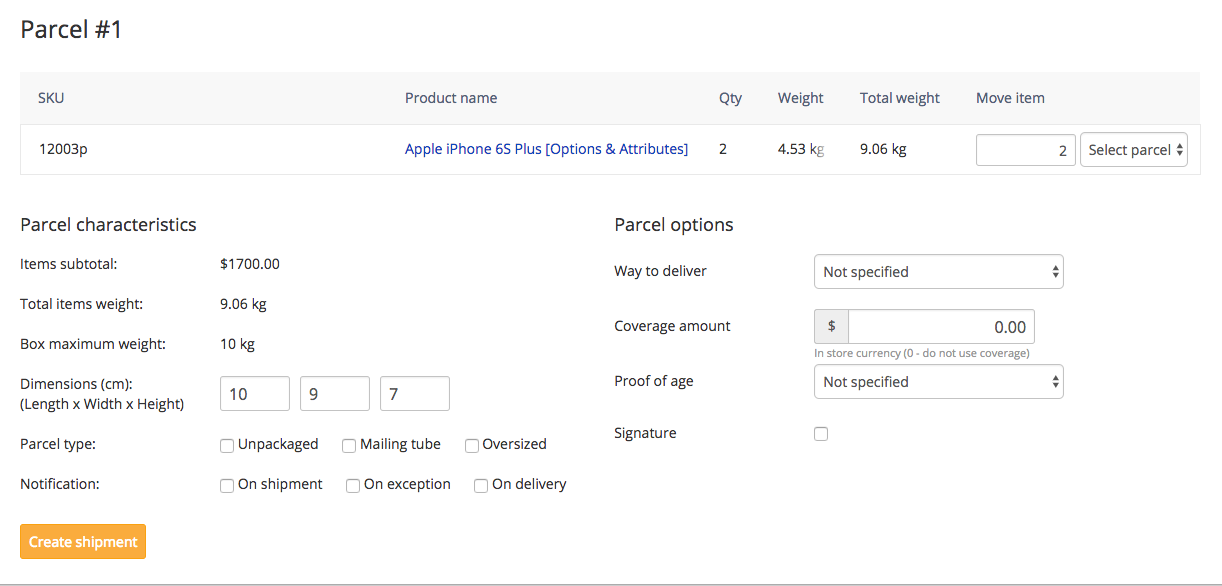 Parcel #1
SKU Product name Qty Weight Total weight Move item
12003p Apple iPhone 6S Plus [Options & Attributes] 2 4.53 kg 9.06 kg 2 Select parcel
Parcel characteristics
Items subtotal: $1700.00
Total items weight: 9.06 kg
Box maximum weight: 10 kg
Dimensions (cm):
(Length x Width x Height) 10 9 7
Parcel type: Unpackaged Mailing tube Oversized
Notification: On shipment On exception On delivery
Create shipment
Parcel options
Way to deliver Not specified
Coverage amount $ 0.00
In store currency (0 - do not use coverage)
Proof of age Not specified
Signature